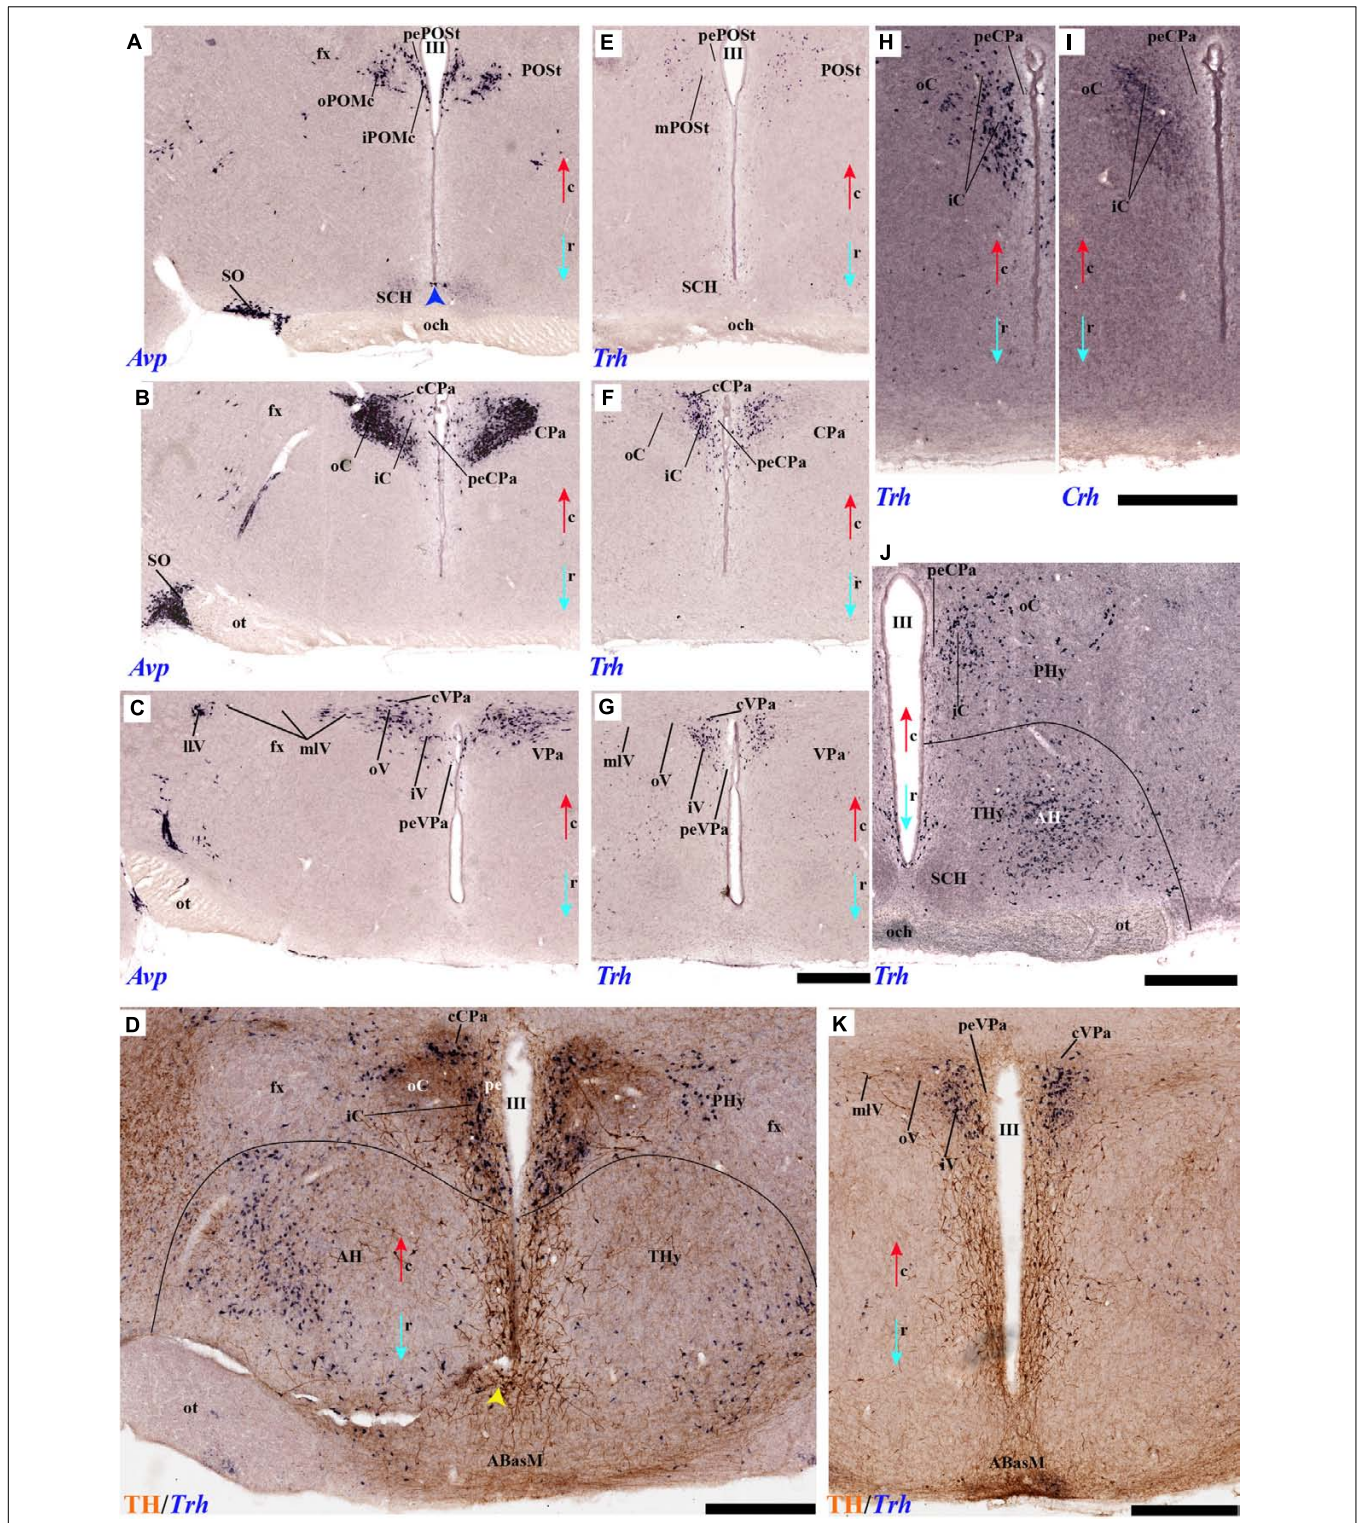 A
fx
pePOSt
III
POSt
oPOMc
iPOMc
c
r
SO
SCH
och
Avp
E
pePOSt
III
POSt
mPOSt
c
r
SCH
och
Trh
H
peCPa
oC
iC
c
r
Trh
I
peCPa
oC
iC
c
r
Crh
B
fx
cCPa
CPa
oC
iC
peCPa
c
r
SO
ot
Avp
F
cCPa
CPa
oC
iC
peCPa
c
r
Trh
C
cVPa
llV
fx
mlV
oV
iV
VPa
peVPa
c
r
ot
Avp
G
cVPa
mlV
oV
iV
VPa
peVPa
c
r
Trh
J
peCPa
III
oC
PHy
iC
c
r
THy
AH
SCH
och
ot
Trh
D
cCPa
fx
oC
pe
III
iC
PHy
fx
AH
c
THy
r
ot
ABasM
TH/Trh
K
peVPa
cVPa
mlV
oV
iV
III
c
r
ABasM
TH/Trh